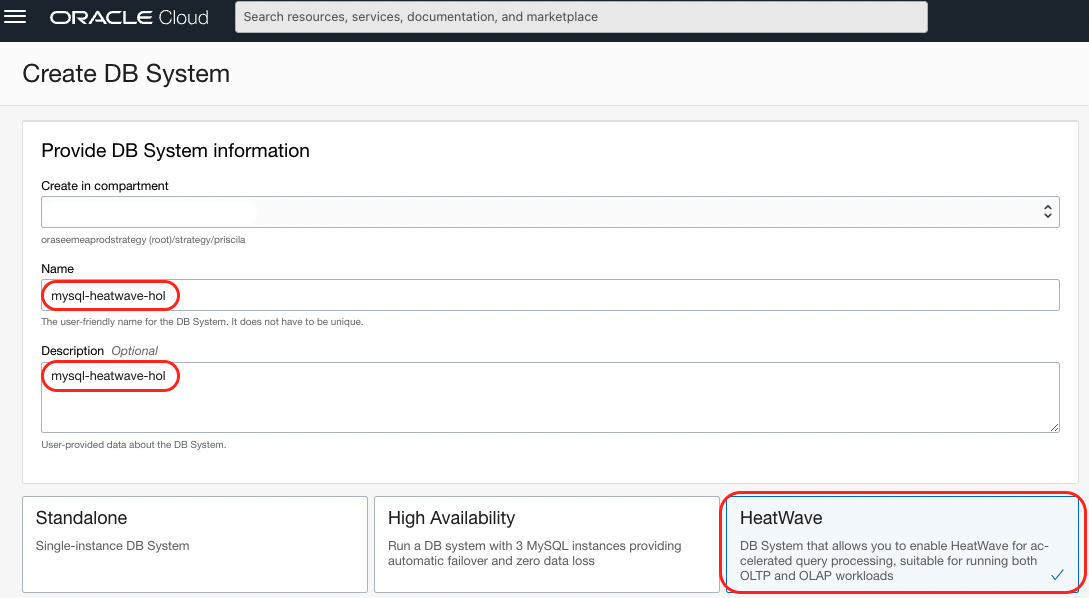 ORACLE Cloud
Search resources, services, documentation, and marketplace
Create DB System
Provide DB System information
Create in compartment
oraseemeaprodstrategy (root)/strategy/priscila
Name
mysql-heatwave-hol
The user-friendly name for the DB System. It does not have to be unique.
Description Optional
mysql-heatwave-hol
User-provided data about the DB System.
Standalone
Single-instance DB System
High Availability
Run a DB system with 3 MySQL instances providing
automatic failover and zero data loss
HeatWave
DB System that allows you to enable HeatWave for ac-
celerated query processing, suitable for running both
OLTP and OLAP workloads